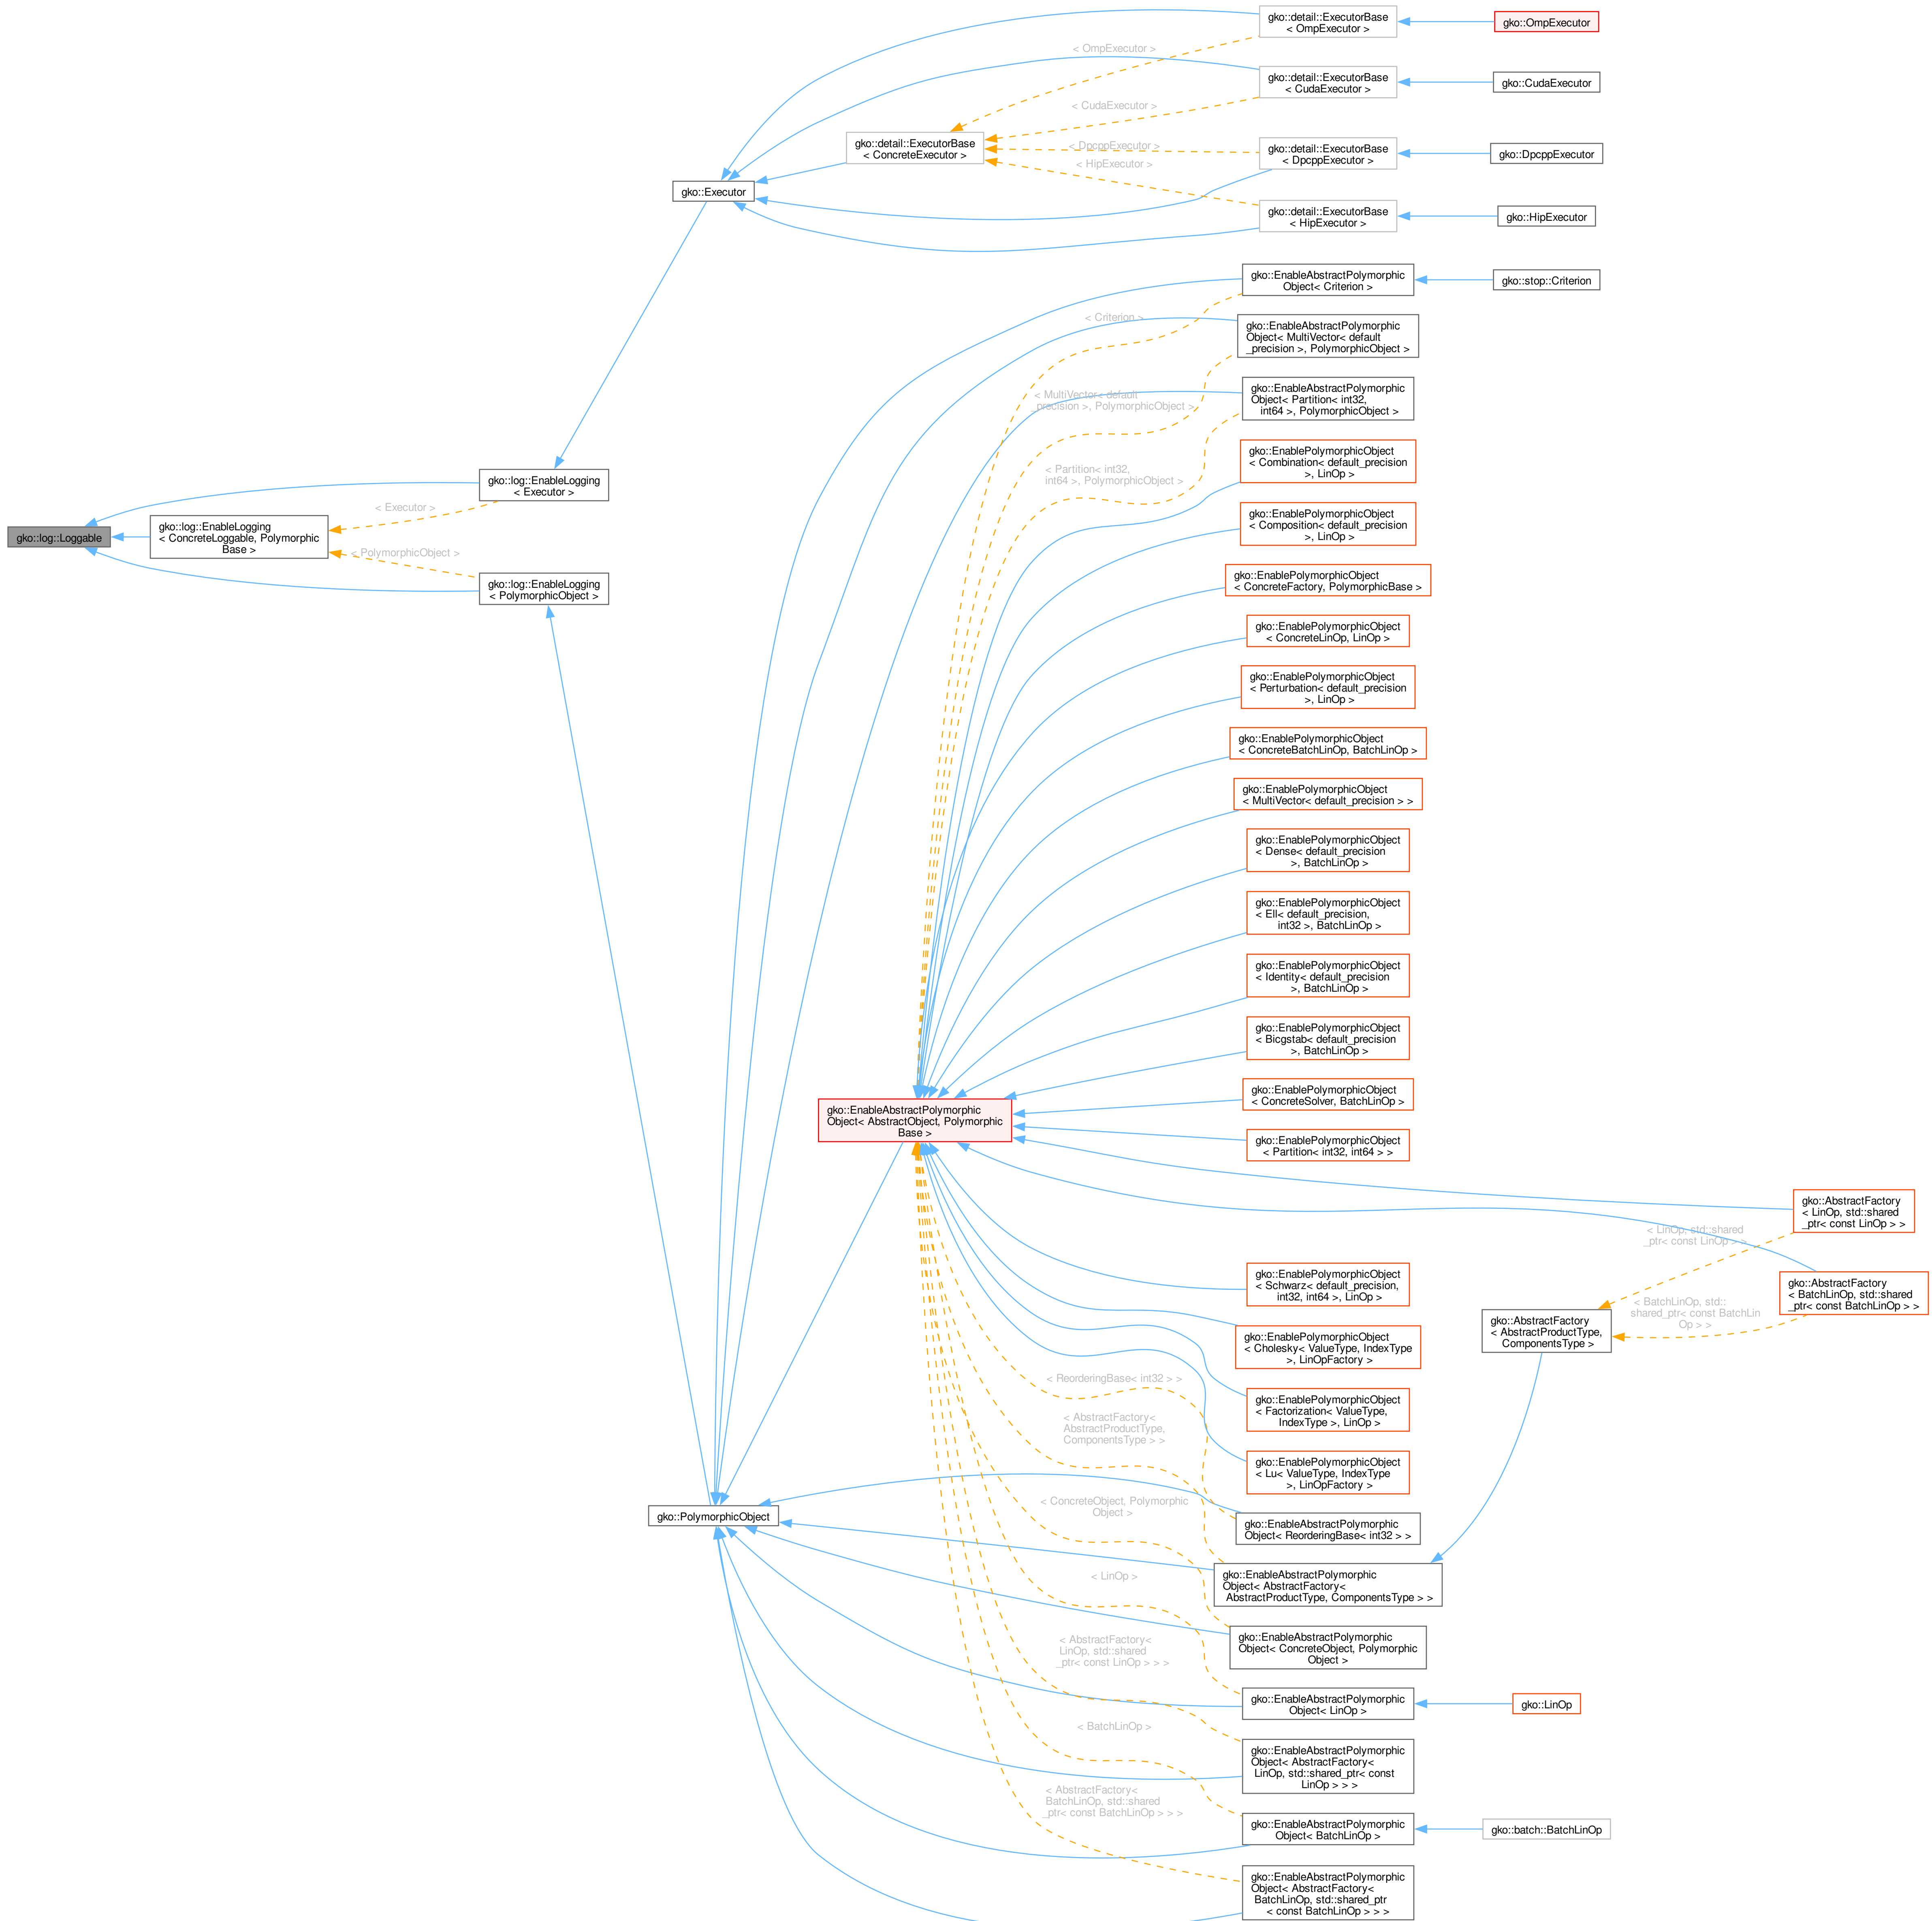 gko::log::Loggable
gko::log::EnableLogging
< Executor >
gko::log::EnableLogging
< ConcreteLoggable, Polymorphic
Base >
gko::log::EnableLogging
< PolymorphicObject >
< Executor >
< PolymorphicObject >
gko::Executor
gko::detail::ExecutorBase
< ConcreteExecutor >
< OmpExecutor >
< CudaExecutor >
< DpcppExecutor >
< HipExecutor >
gko::detail::ExecutorBase
< OmpExecutor >
gko::OmpExecutor
gko::detail::ExecutorBase
< CudaExecutor >
gko::CudaExecutor
gko::detail::ExecutorBase
< DpcppExecutor >
gko::DpcppExecutor
gko::detail::ExecutorBase
< HipExecutor >
gko::HipExecutor
gko::EnableAbstractPolymorphic
Object< Criterion >
gko::stop::Criterion
< Criterion >
gko::EnableAbstractPolymorphic
Object< MultiVector< default
_precision >, PolymorphicObject >
< MultiVector< default
_precision >, PolymorphicObject >
gko::EnableAbstractPolymorphic
Object< Partition< int32,
int64 >, PolymorphicObject >
< Partition< int32,
int64 >, PolymorphicObject >
gko::EnablePolymorphicObject
< Combination< default_precision
>, LinOp >
gko::EnablePolymorphicObject
< Composition< default_precision
>, LinOp >
gko::EnablePolymorphicObject
< ConcreteFactory, PolymorphicBase >
gko::EnablePolymorphicObject
< ConcreteLinOp, LinOp >
gko::EnablePolymorphicObject
< Perturbation< default_precision
>, LinOp >
gko::EnablePolymorphicObject
< ConcreteBatchLinOp, BatchLinOp >
gko::EnablePolymorphicObject
< MultiVector< default_precision > >
gko::EnablePolymorphicObject
< Dense< default_precision
>, BatchLinOp >
gko::EnablePolymorphicObject
< Ell< default_precision,
int32 >, BatchLinOp >
gko::EnablePolymorphicObject
< Identity< default_precision
>, BatchLinOp >
gko::EnablePolymorphicObject
< Bicgstab< default_precision
>, BatchLinOp >
gko::EnablePolymorphicObject
< ConcreteSolver, BatchLinOp >
gko::EnablePolymorphicObject
< Partition< int32, int64 > >
gko::EnableAbstractPolymorphic
Object< AbstractObject, Polymorphic
Base >
gko::AbstractFactory
< LinOp, std::shared
_ptr< const LinOp > >
< LinOp, std::shared
_ptr< const LinOp > >
gko::AbstractFactory
< BatchLinOp, std::shared
_ptr< const BatchLinOp > >
< BatchLinOp, std::
shared_ptr< const BatchLin
Op > >
gko::AbstractFactory
< AbstractProductType,
ComponentsType >
gko::EnablePolymorphicObject
< Schwarz< default_precision,
int32, int64 >, LinOp >
gko::EnablePolymorphicObject
< Cholesky< ValueType, IndexType
>, LinOpFactory >
gko::EnablePolymorphicObject
< Factorization< ValueType,
IndexType >, LinOp >
gko::EnablePolymorphicObject
< Lu< ValueType, IndexType
>, LinOpFactory >
gko::PolymorphicObject
< ReorderingBase< int32 > >
< AbstractFactory<
AbstractProductType,
ComponentsType > >
< ConcreteObject, Polymorphic
Object >
< LinOp >
< AbstractFactory<
LinOp, std::shared
_ptr< const LinOp > > >
< BatchLinOp >
< AbstractFactory<
BatchLinOp, std::shared
_ptr< const BatchLinOp > > >
gko::EnableAbstractPolymorphic
Object< ReorderingBase< int32 > >
gko::EnableAbstractPolymorphic
Object< AbstractFactory<
AbstractProductType, ComponentsType > >
gko::EnableAbstractPolymorphic
Object< ConcreteObject, Polymorphic
Object >
gko::EnableAbstractPolymorphic
Object< LinOp >
gko::LinOp
gko::EnableAbstractPolymorphic
Object< AbstractFactory<
LinOp, std::shared_ptr< const
LinOp > > >
gko::EnableAbstractPolymorphic
Object< BatchLinOp >
gko::batch::BatchLinOp
gko::EnableAbstractPolymorphic
Object< AbstractFactory<
BatchLinOp, std::shared_ptr
< const BatchLinOp > > >